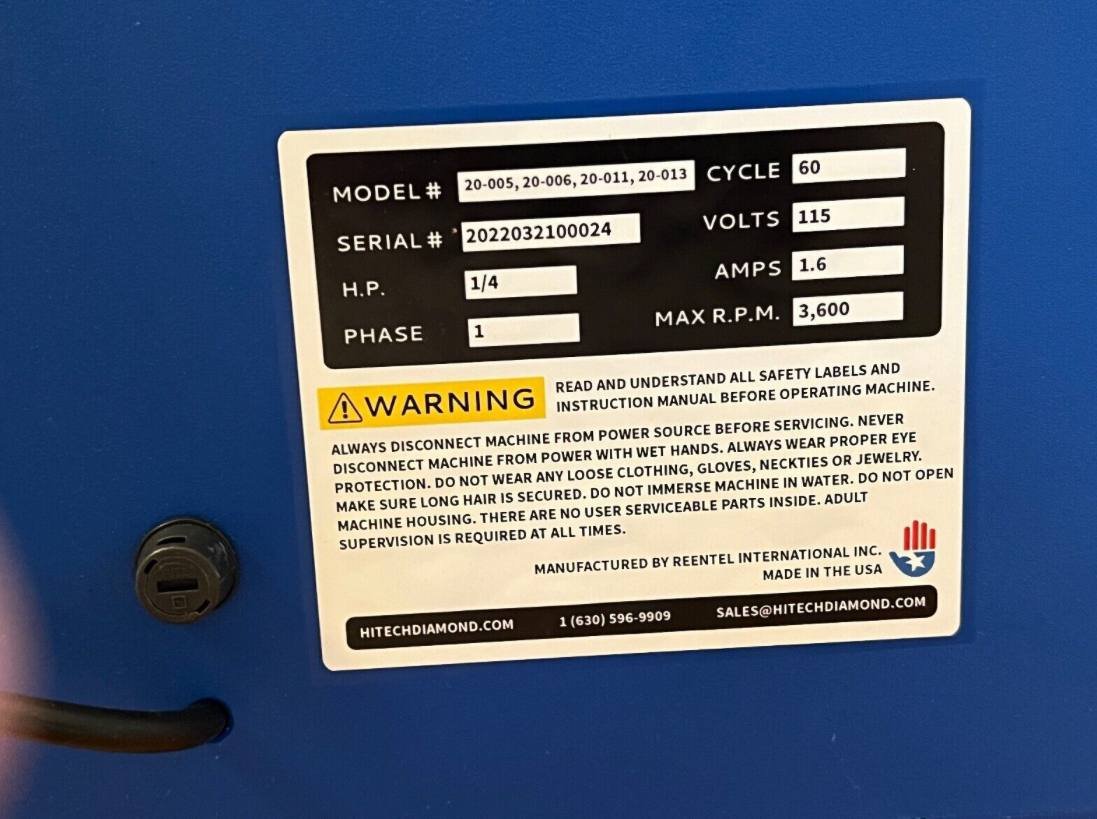 MODEL # 20-005, 20-006, 20-011, 20-013 CYCLE 60
SERIAL # 2022032100024 VOLTS 115
H.P. 1/4 AMPS 1.6
PHASE 1 MAX R.P.M. 3,600
WARNING
READ AND UNDERSTAND ALL SAFETY LABELS AND
INSTRUCTION MANUAL BEFORE OPERATING MACHINE.
ALWAYS DISCONNECT MACHINE FROM POWER SOURCE BEFORE SERVICING. NEVER
DISCONNECT MACHINE FROM POWER WITH WET HANDS. ALWAYS WEAR PROPER EYE
PROTECTION. DO NOT WEAR ANY LOOSE CLOTHING, GLOVES, NECKTIES OR JEWELRY.
MAKE SURE LONG HAIR IS SECURED. DO NOT IMMERSE MACHINE IN WATER. DO NOT OPEN
MACHINE HOUSING. THERE ARE NO USER SERVICEABLE PARTS INSIDE. ADULT
SUPERVISION IS REQUIRED AT ALL TIMES.
MANUFACTURED BY REENTEL INTERNATIONAL INC.
MADE IN THE USA
HITECHDIAMOND.COM 1 (630) 596-9909 SALES@HITECHDIAMOND.COM